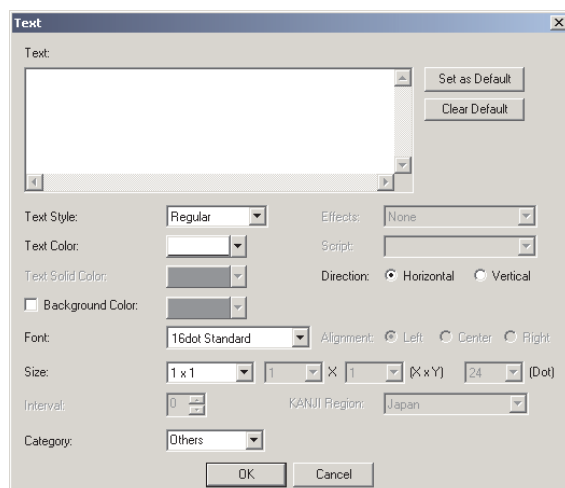 Text
Text:
Set as Default
Clear Default
Text Style: Regular Effects: None
Text Color: Script:
Text Solid Color: Direction: Horizontal Vertical
Background Color:
Font: 16dot Standard Alignment: Left Center Right
Size: 1 x 1 1 X 1 (X x Y) 24 (Dot)
Interval: 0 KANJI Region: Japan
Category: Others
OK Cancel